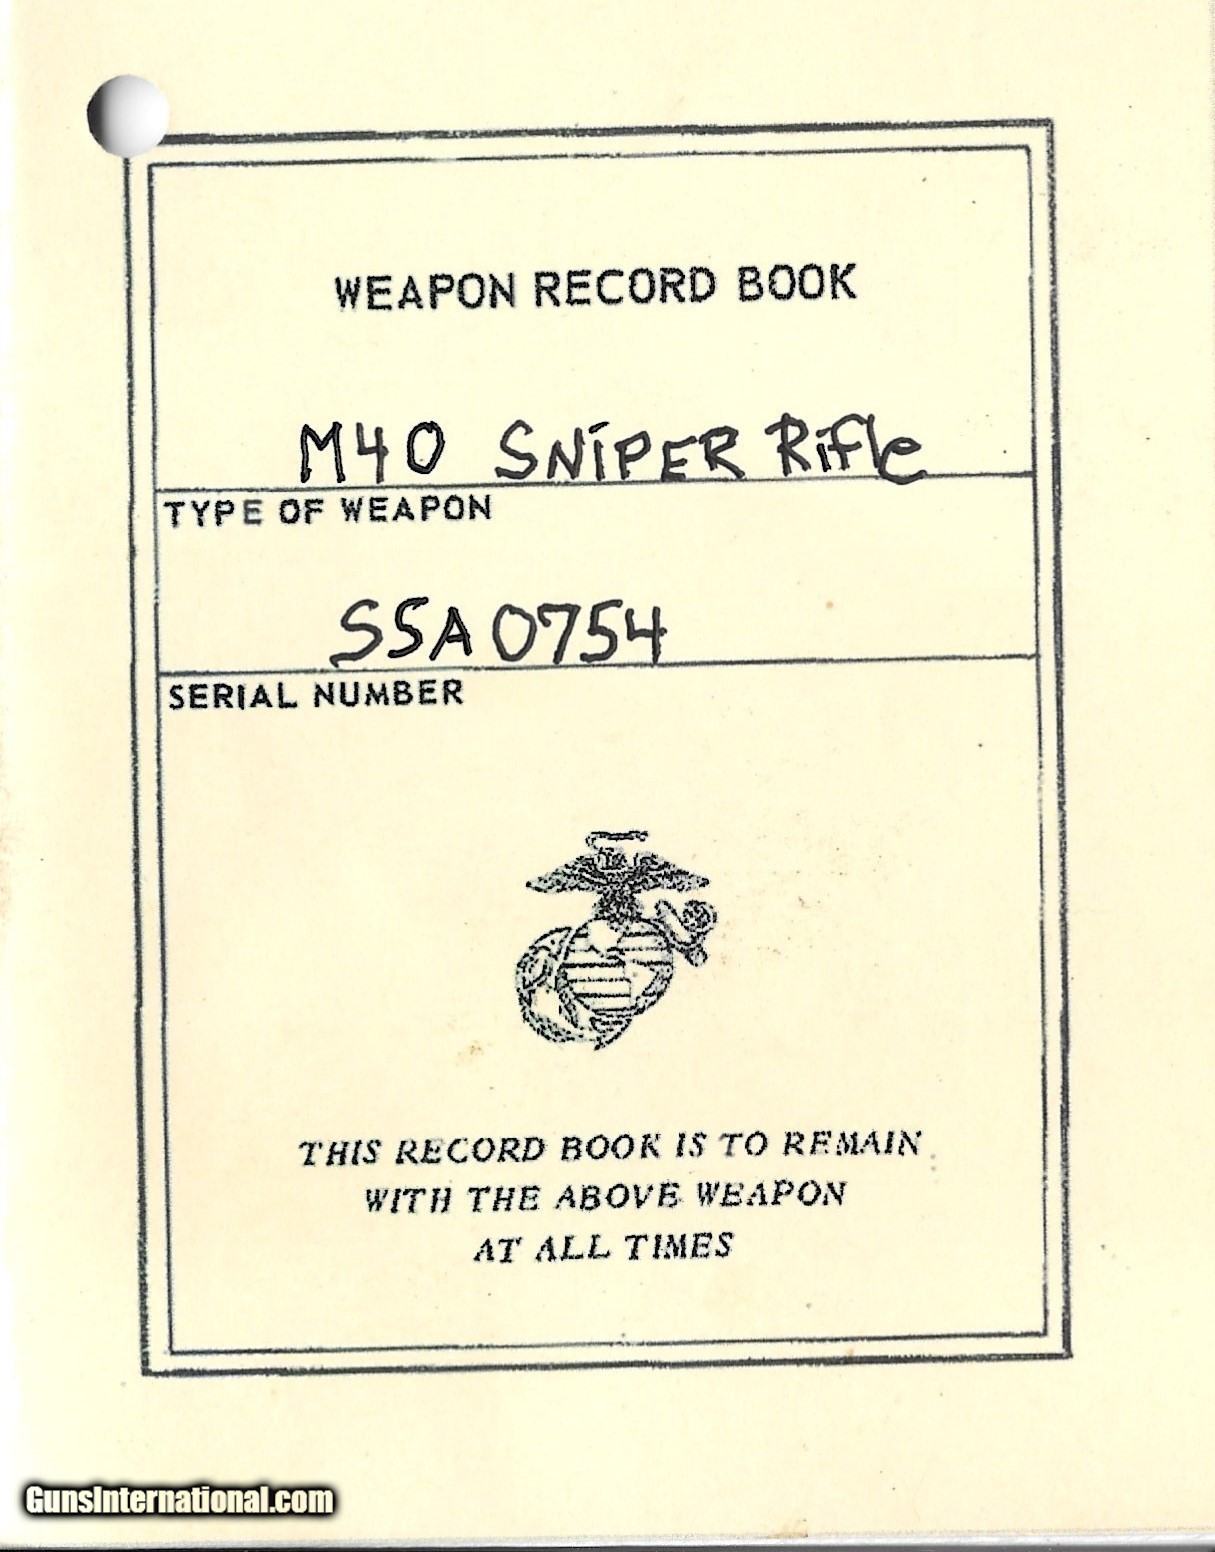 WEAPON RECORD BOOK
M40 SNiPER Rifle
TYPE OF WEAPON
SSA0754
SERIAL NUMBER
THIS RECORD BOOK IS TO REMAIN
WITH THE ABOVE WEAPON
AT ALL TIMES
GunsInternational.com